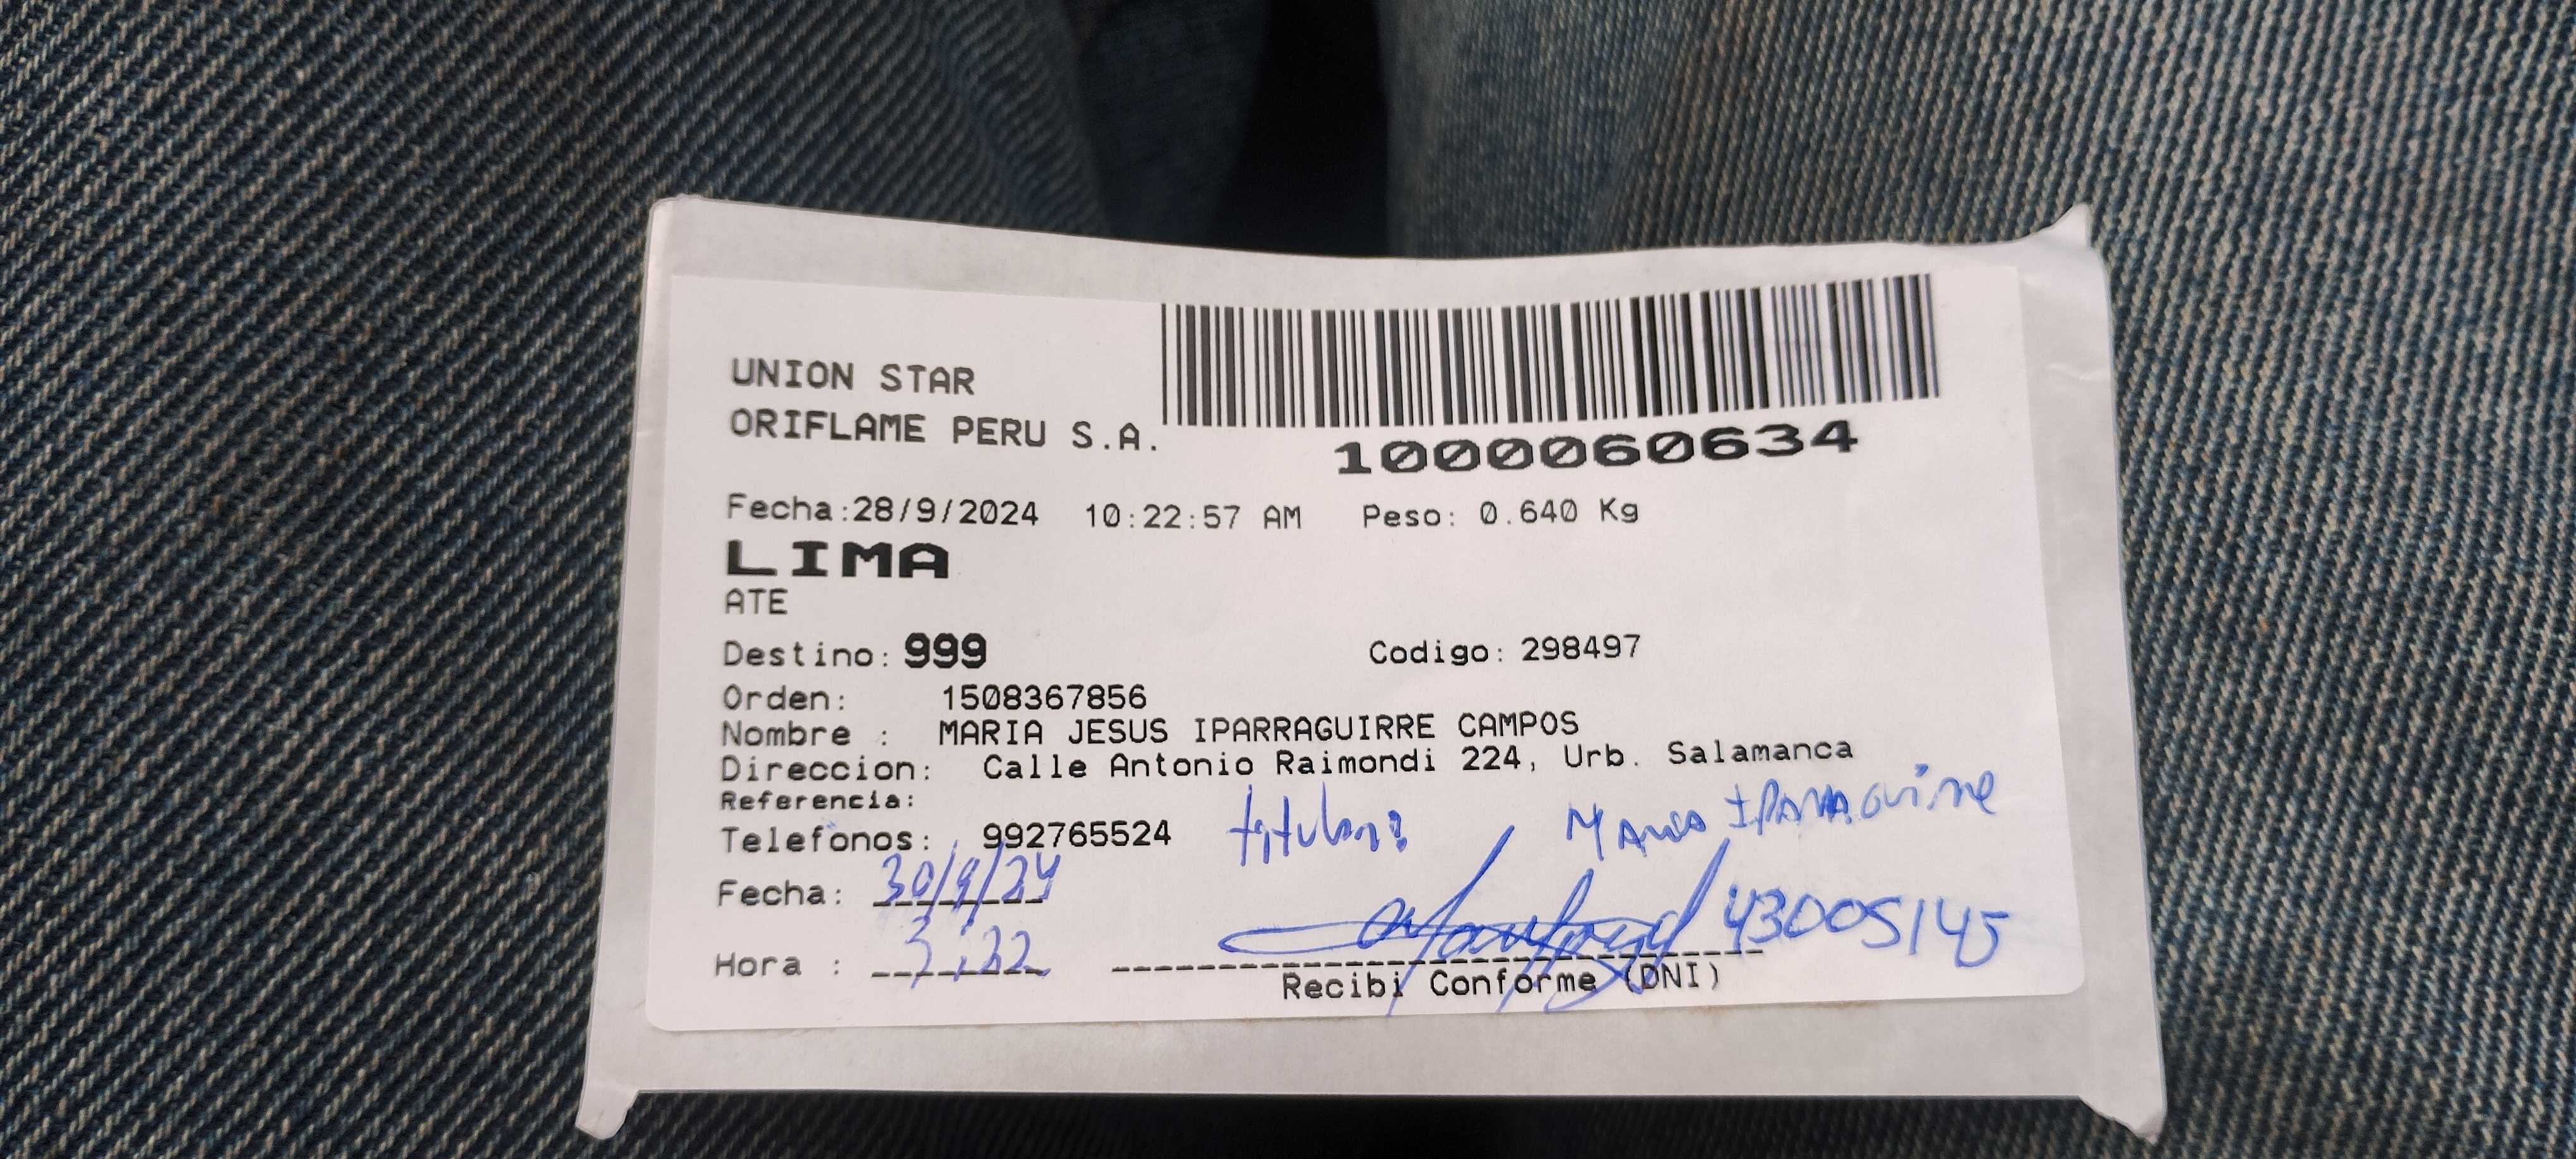 UNION STAR
ORIFLAME PERU S.A.
1000060634
Fecha:28/9/2024 10:22:57 AM Peso: 0.640 Kg
LIMA
ATE
Destino: 999 Codigo: 298497
Orden: 1508367856
Nombre : MARIA JESUS IPARRAGUIRRE CAMPOS
Direccion: Calle Antonio Raimondi 224, Urb. Salamanca
Referencia:
Telefonos: 992765524 titular Maria Iparraguirre
Fecha: 30/9/24
Hora : 3:22 43005145
Recibi Conforme (DNI)